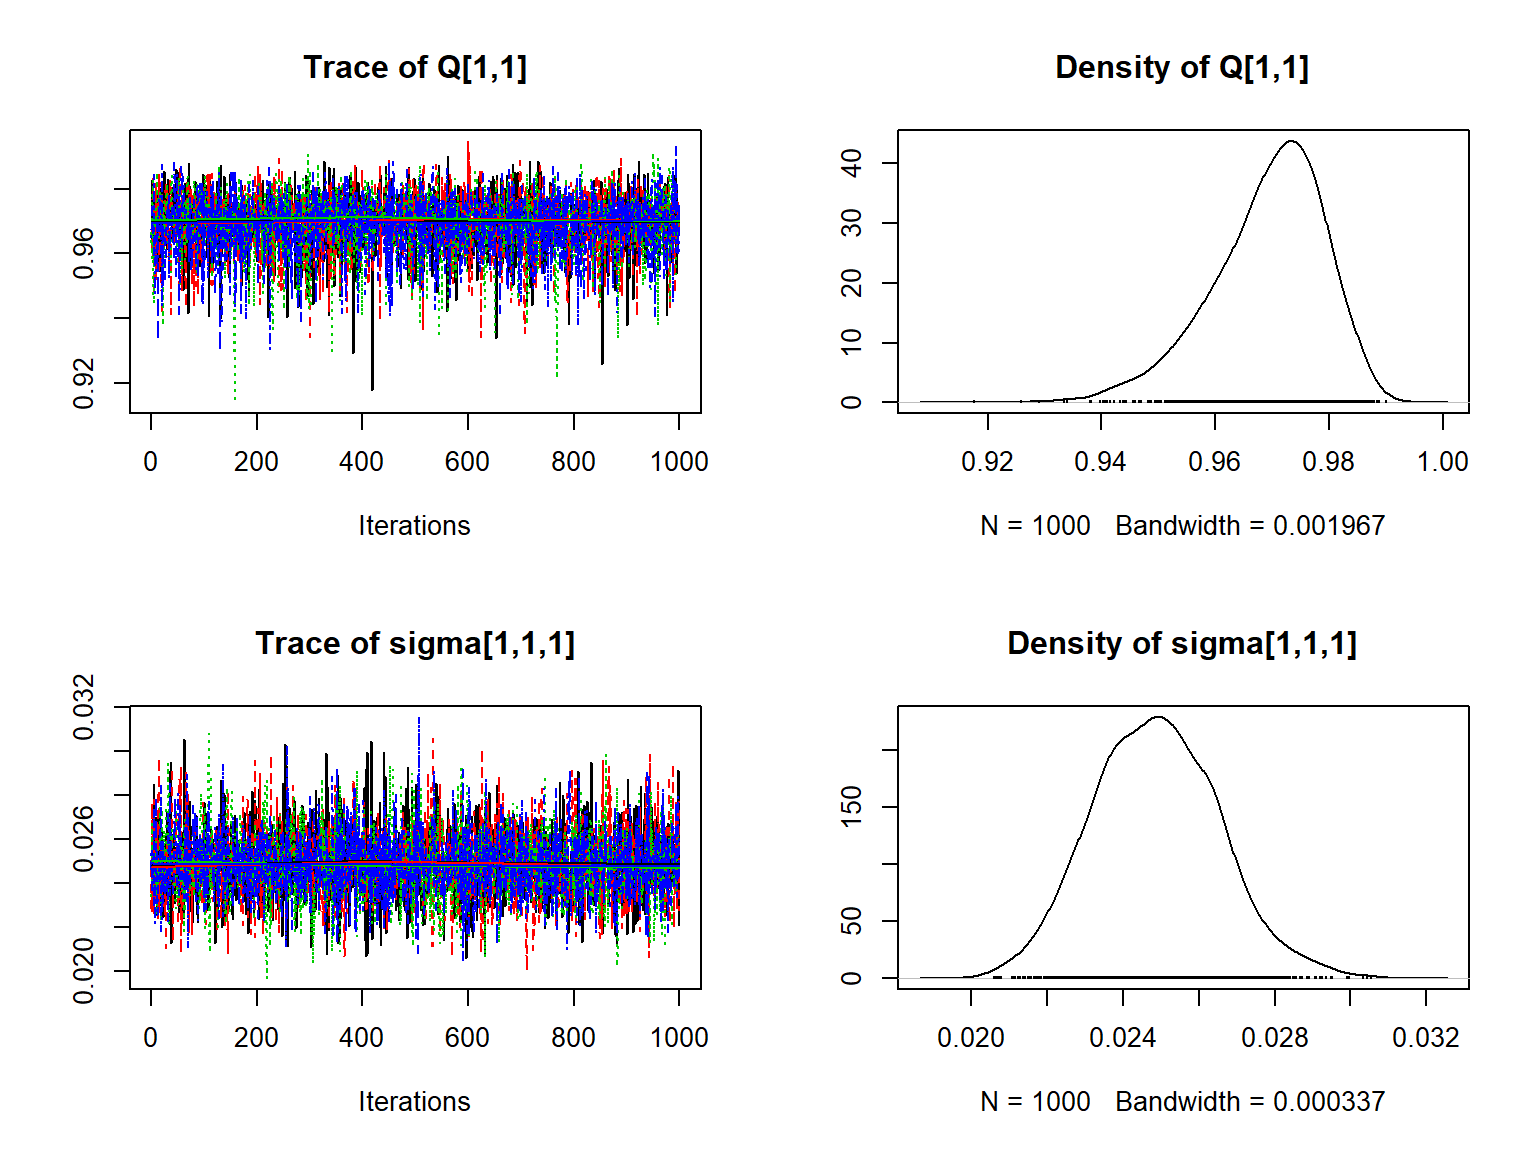 Trace of Q[1,1]
0.92 0.96
0 200 400 600 800 1000
Iterations
Density of Q[1,1]
0 10 20 30 40
0.92 0.94 0.96 0.98 1.00
N = 1000 Bandwidth = 0.001967
Trace of sigma[1,1,1]
0.020 0.026 0.032
0 200 400 600 800 1000
Iterations
Density of sigma[1,1,1]
0 50 150
0.020 0.024 0.028 0.032
N = 1000 Bandwidth = 0.000337